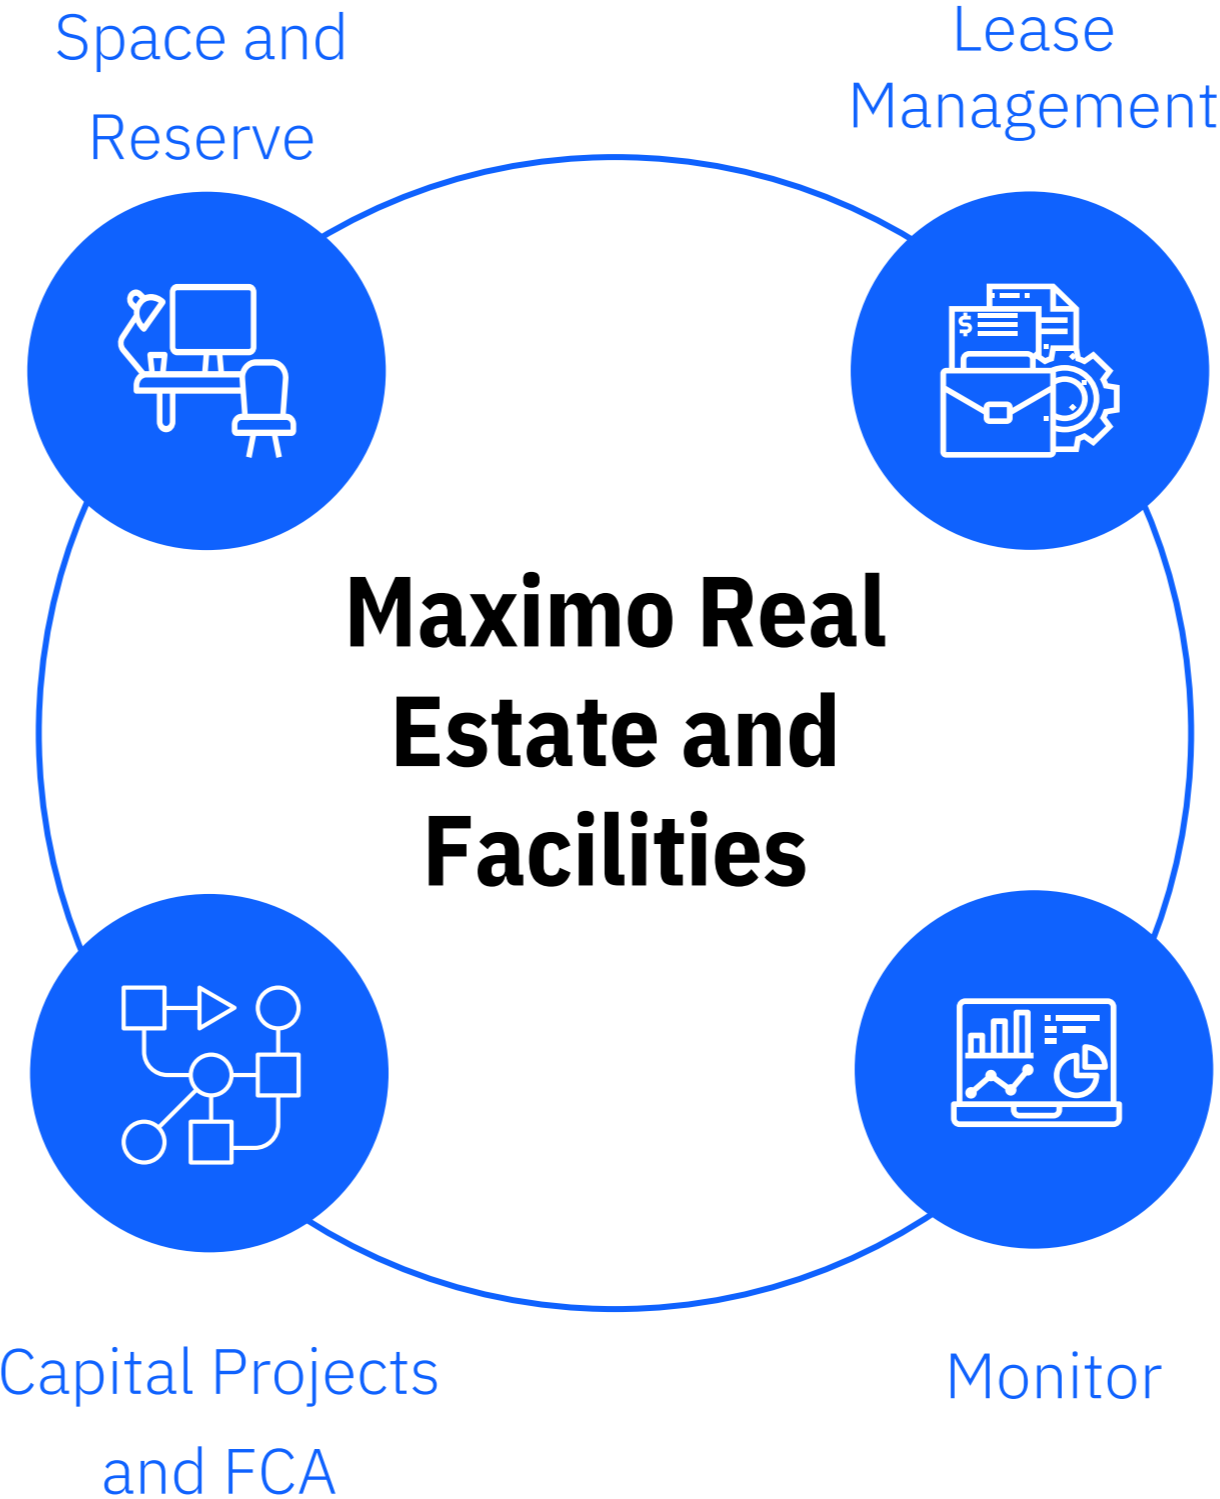 Space and
Reserve
Lease
Management
$
Maximo Real
Estate and
Facilities
Capital Projects
and FCA
Monitor